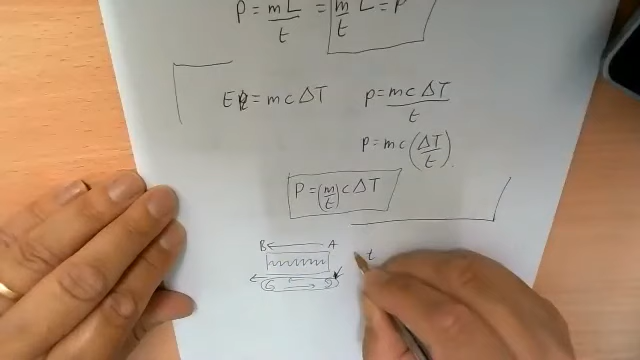 P = mL/t = m/t L = P
E = mcΔT P = mcΔT/t
P = mc(ΔT/t)
P = (m/t)cΔT
B A
t